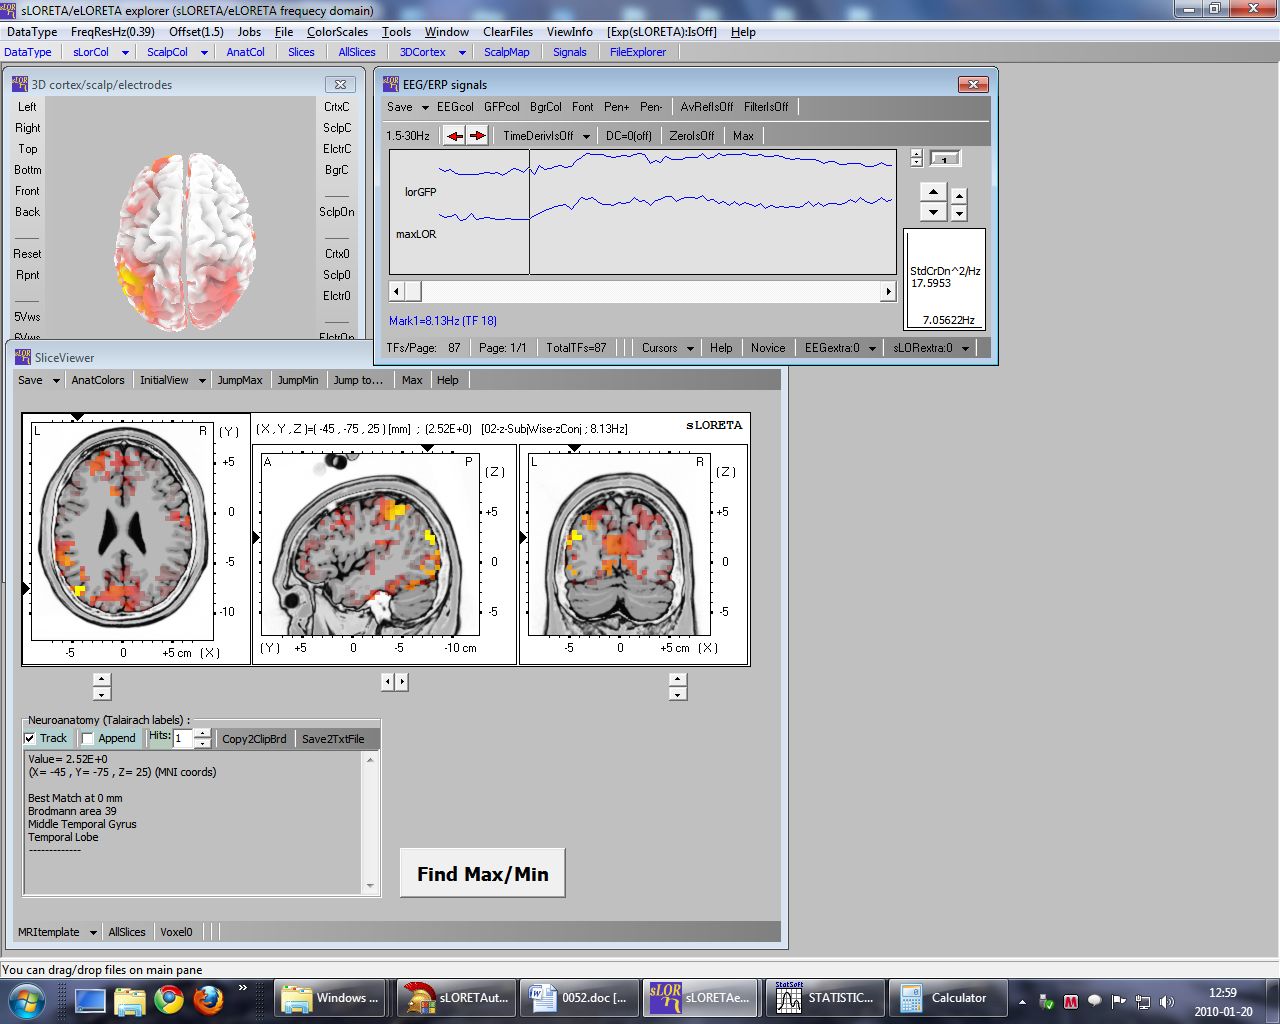 sLORETA/eLORETA explorer (sLORETA/eLORETA frequecy domain)
DataType FreqResHz(0.39) Offset(1.5) Jobs File ColorScales Tools Window ClearFiles ViewInfo [Exp(sLORETA):IsOff] Help
DataType sLorCol ScalpCol AnatCol Slices AllSlices 3DCortex ScalpMap Signals FileExplorer
3D cortex/scalp/electrodes
Left
Right
Top
Bottm
Front
Back
Reset
Rpnt
5Vws
6Vws
CrtxC
SclpC
ElctrC
BgrC
SclpOn
Crtx0
Sclp0
Elctr0
ElctrOn
EEG/ERP signals
Save EEGcol GFPcol BgrCol Font Pen+ Pen- AvRefIsOff FilterIsOff
1.5-30Hz TimeDerivIsOff DC=0(off) ZeroIsOff Max
lorGFP
maxLOR
1
StdCrDn^2/Hz
17.5953
7.05622Hz
Mark1=8.13Hz (TF 18)
TFs/Page: 87 Page: 1/1 TotalTFs=87 Cursors Help Novice EEGextra:0 sLORextra:0
SliceViewer
Save AnatColors InitialView JumpMax JumpMin Jump to... Max Help
(X , Y , Z )=( -45 , -75 , 25 ) [mm] ; (2.52E+0) [02-z-SubjWise-zConj ; 8.13Hz] sLORETA
L R (Y)
+5
0
-5
-10
-5 0 +5 cm (X)
A P (Z)
+5
0
-5
(Y) +5 0 -5 -10 cm
L R (Z)
+5
0
-5
-5 0 +5 cm (X)
Neuroanatomy (Talairach labels) :
Track Append Hits: 1 Copy2ClipBrd Save2TxtFile
Value= 2.52E+0
(X= -45 , Y= -75 , Z= 25) (MNI coords)
Best Match at 0 mm
Brodmann area 39
Middle Temporal Gyrus
Temporal Lobe
-------------
Find Max/Min
MRItemplate AllSlices Voxel0
You can drag/drop files on main pane
Windows ... sLORETAut... 0052.doc [... sLORETAe... STATISTIC... Calculator
12:59
2010-01-20